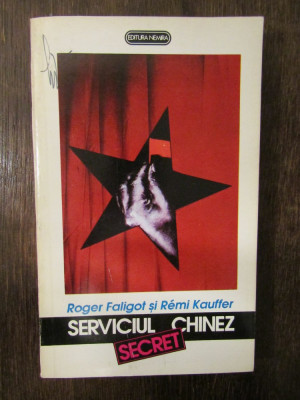 EDITURA NEMIRA
Roger Faligot și Rémi Kauffer
SERVICIUL CHINEZ
SECRET